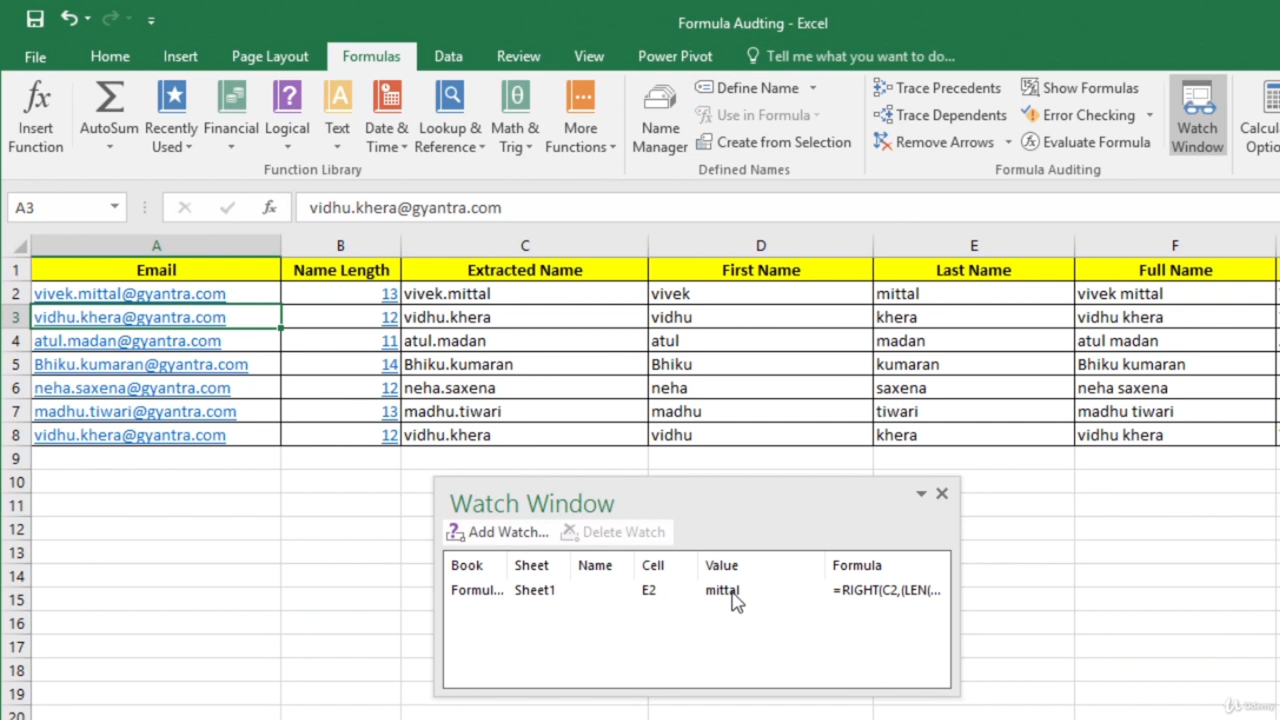 Formula Audting - Excel
File Home Insert Page Layout Formulas Data Review View Power Pivot Tell me what you want to do...
fx Insert Function
AutoSum
Recently Used
Financial
Logical
Text
Date & Time
Lookup & Reference
Math & Trig
More Functions
Function Library
Name Manager
Define Name
Use in Formula
Create from Selection
Defined Names
Trace Precedents
Trace Dependents
Remove Arrows
Show Formulas
Error Checking
Evaluate Formula
Formula Auditing
Watch Window
A3 fx vidhu.khera@gyantra.com
A B C D E F
1 Email Name Length Extracted Name First Name Last Name Full Name
2 vivek.mittal@gyantra.com 13 vivek.mittal vivek mittal vivek mittal
3 vidhu.khera@gyantra.com 12 vidhu.khera vidhu khera vidhu khera
4 atul.madan@gyantra.com 11 atul.madan atul madan atul madan
5 Bhiku.kumaran@gyantra.com 14 Bhiku.kumaran Bhiku kumaran Bhiku kumaran
6 neha.saxena@gyantra.com 12 neha.saxena neha saxena neha saxena
7 madhu.tiwari@gyantra.com 13 madhu.tiwari madhu tiwari madhu tiwari
8 vidhu.khera@gyantra.com 12 vidhu.khera vidhu khera vidhu khera
9
10
11
12
13
14
15
16
17
18
19
20
Watch Window
Add Watch... Delete Watch
Book Sheet Name Cell Value Formula
Formul... Sheet1 E2 mittal =RIGHT(C2,(LEN(...
Udemy